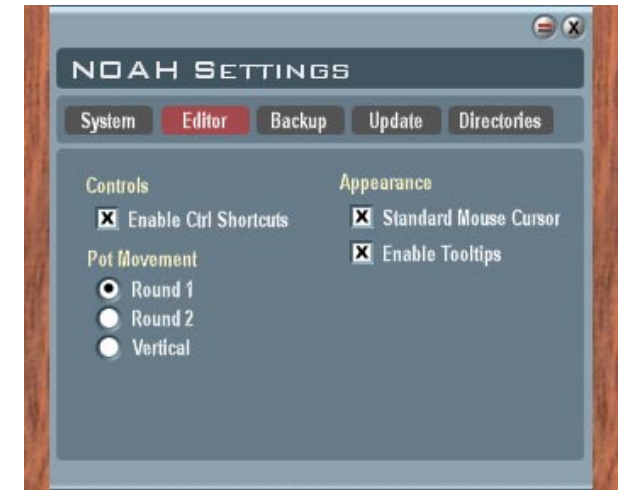 NOAH SETTINGS
System Editor Backup Update Directories
Controls
Enable Ctrl Shortcuts
Pot Movement
Round 1
Round 2
Vertical
Appearance
Standard Mouse Cursor
Enable Tooltips